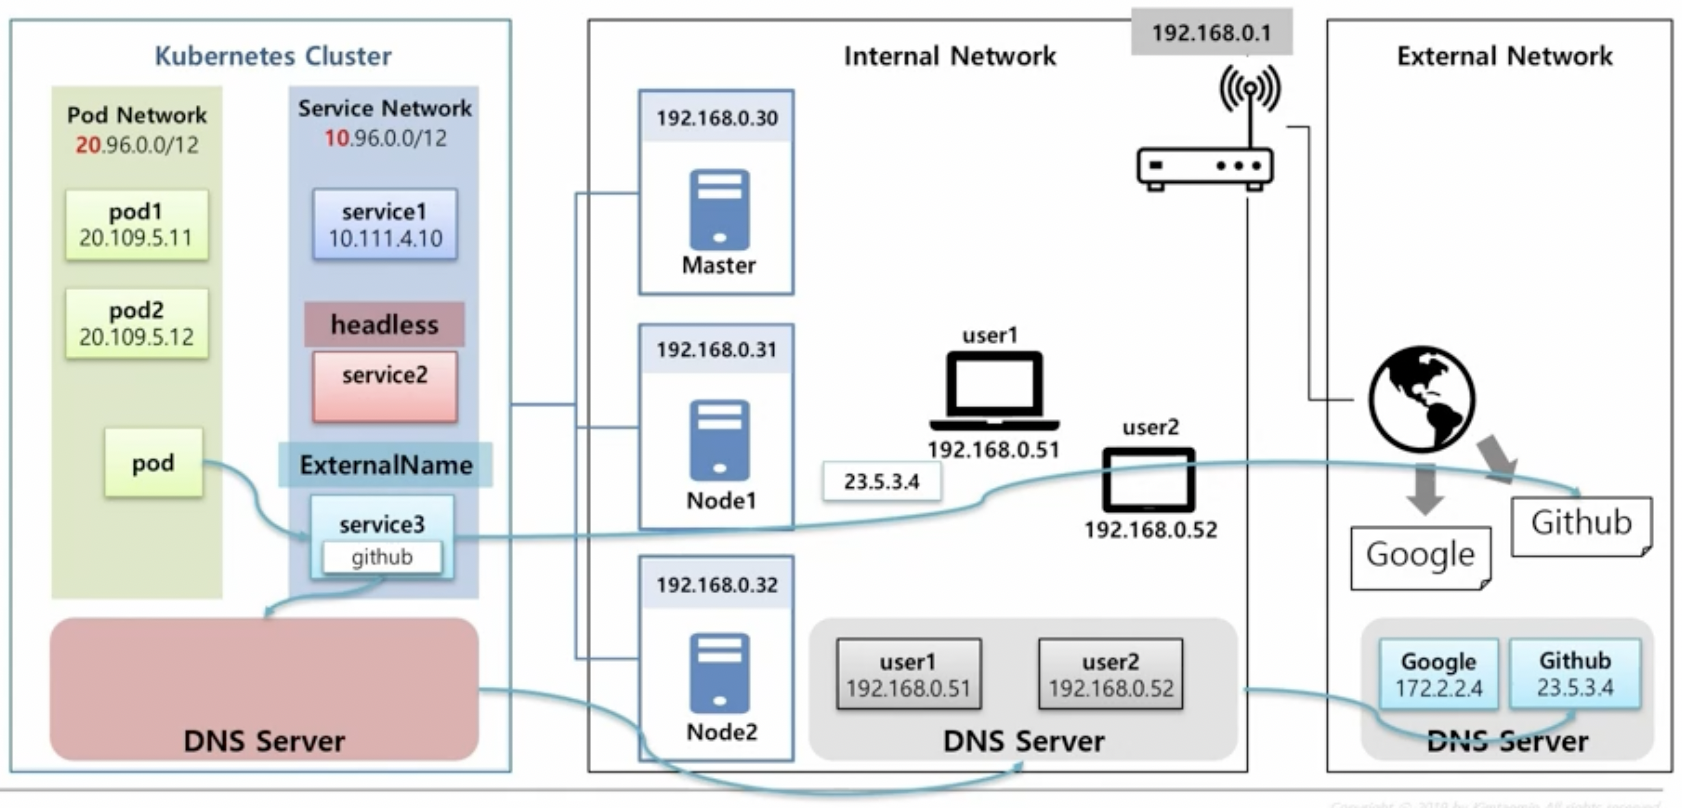 Kubernetes Cluster
Pod Network
20.96.0.0/12
pod1
20.109.5.11
pod2
20.109.5.12
pod
Service Network
10.96.0.0/12
service1
10.111.4.10
headless
service2
ExternalName
service3
github
DNS Server
Internal Network
192.168.0.1
192.168.0.30
Master
192.168.0.31
Node1
192.168.0.32
Node2
user1
192.168.0.51
user2
192.168.0.52
23.5.3.4
user1
192.168.0.51
user2
192.168.0.52
DNS Server
External Network
Google
Github
Google
172.2.2.4
Github
23.5.3.4
DNS Server